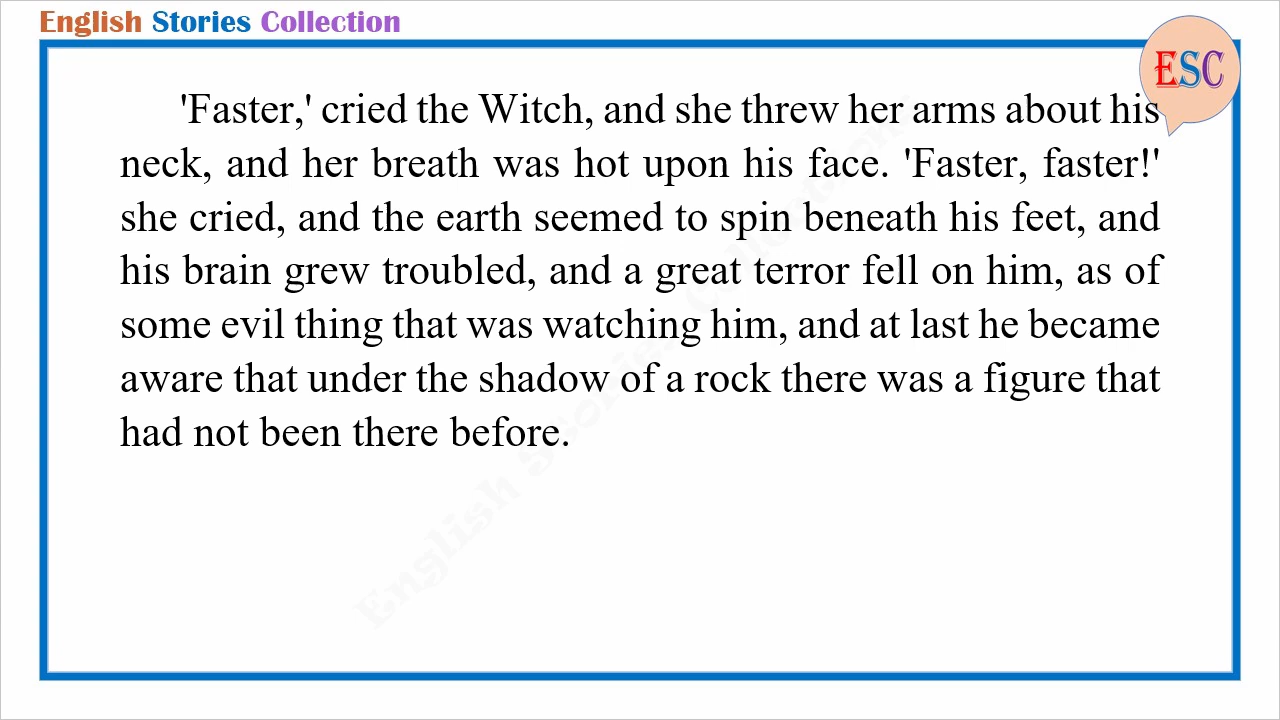 English Stories Collection
ESC
'Faster,' cried the Witch, and she threw her arms about his
neck, and her breath was hot upon his face. 'Faster, faster!'
she cried, and the earth seemed to spin beneath his feet, and
his brain grew troubled, and a great terror fell on him, as of
some evil thing that was watching him, and at last he became
aware that under the shadow of a rock there was a figure that
had not been there before.
English Stories Collections